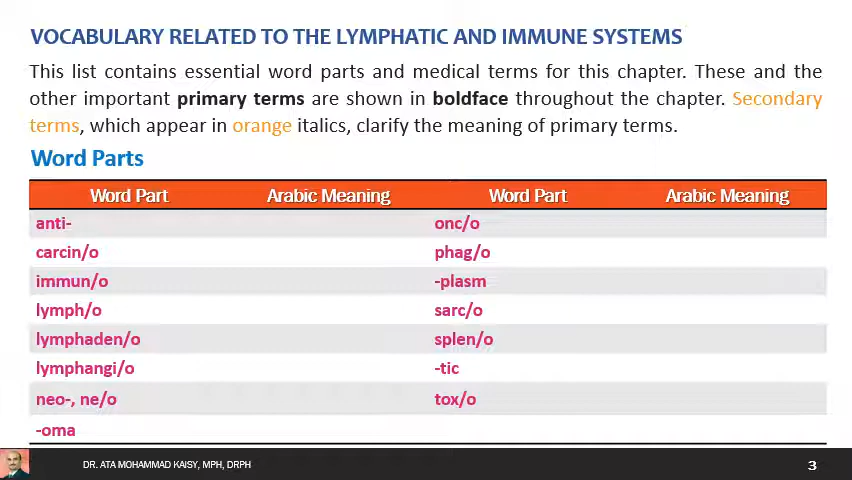 VOCABULARY RELATED TO THE LYMPHATIC AND IMMUNE SYSTEMS
This list contains essential word parts and medical terms for this chapter. These and the
other important primary terms are shown in boldface throughout the chapter. Secondary
terms, which appear in orange italics, clarify the meaning of primary terms.
Word Parts
Word Part Arabic Meaning Word Part Arabic Meaning
anti- onc/o
carcin/o phag/o
immun/o -plasm
lymph/o sarc/o
lymphaden/o splen/o
lymphangi/o -tic
neo-, ne/o tox/o
-oma
DR. ATA MOHAMMAD KAISY, MPH, DRPH 3